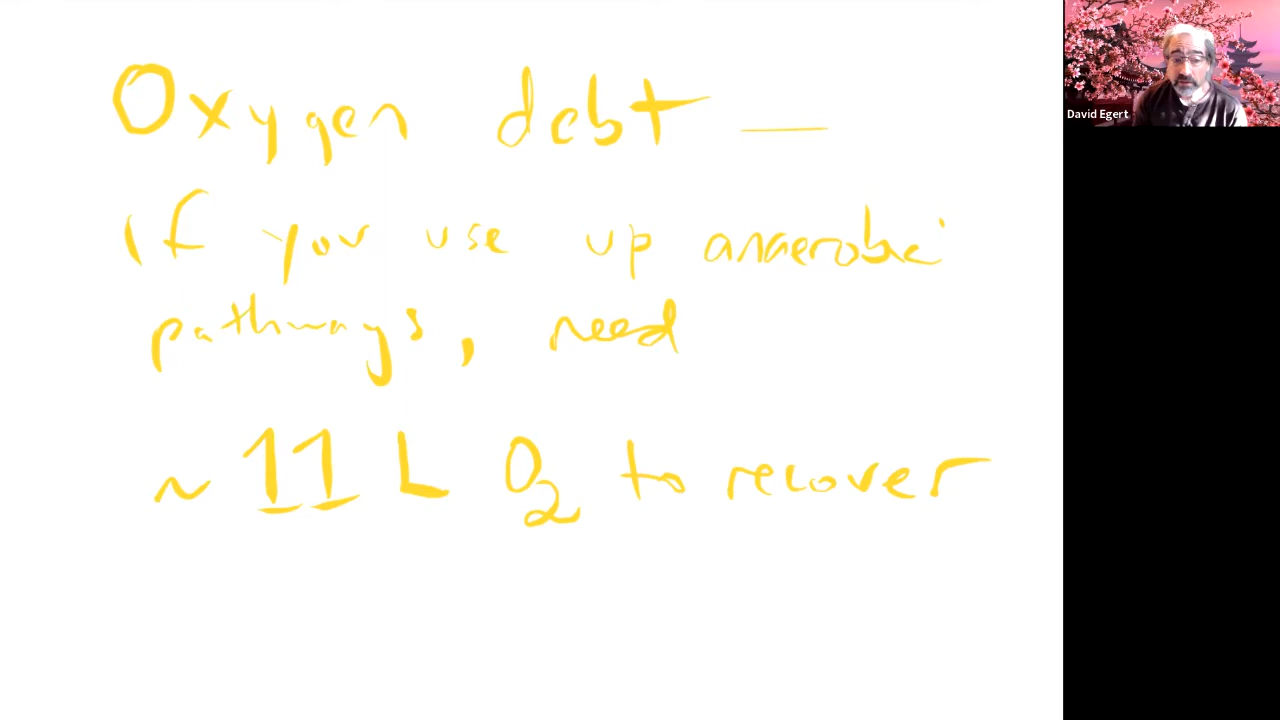 Oxygen debt —
If you use up anaerobic
pathways, need
~ 11 L O₂ to recover
David Egert